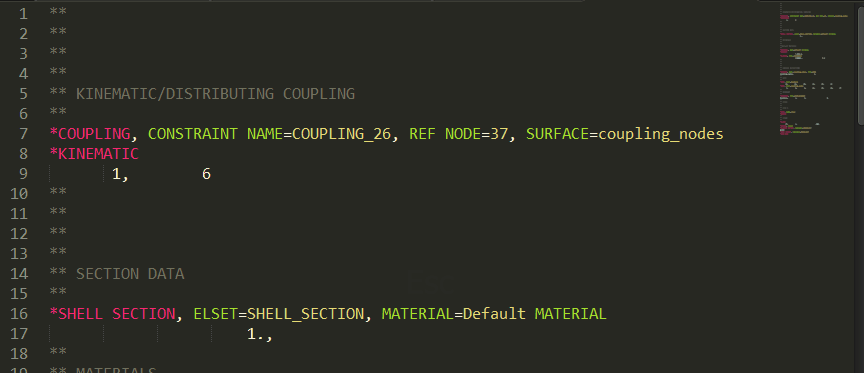 1 **
2 **
3 **
4 **
5 ** KINEMATIC/DISTRIBUTING COUPLING
6 **
7 *COUPLING, CONSTRAINT NAME=COUPLING_26, REF NODE=37, SURFACE=coupling_nodes
8 *KINEMATIC
9 1, 6
10 **
11 **
12 **
13 **
14 ** SECTION DATA
15 **
16 *SHELL SECTION, ELSET=SHELL_SECTION, MATERIAL=Default MATERIAL
17 1.,
18 **
19 ** MATERIALS